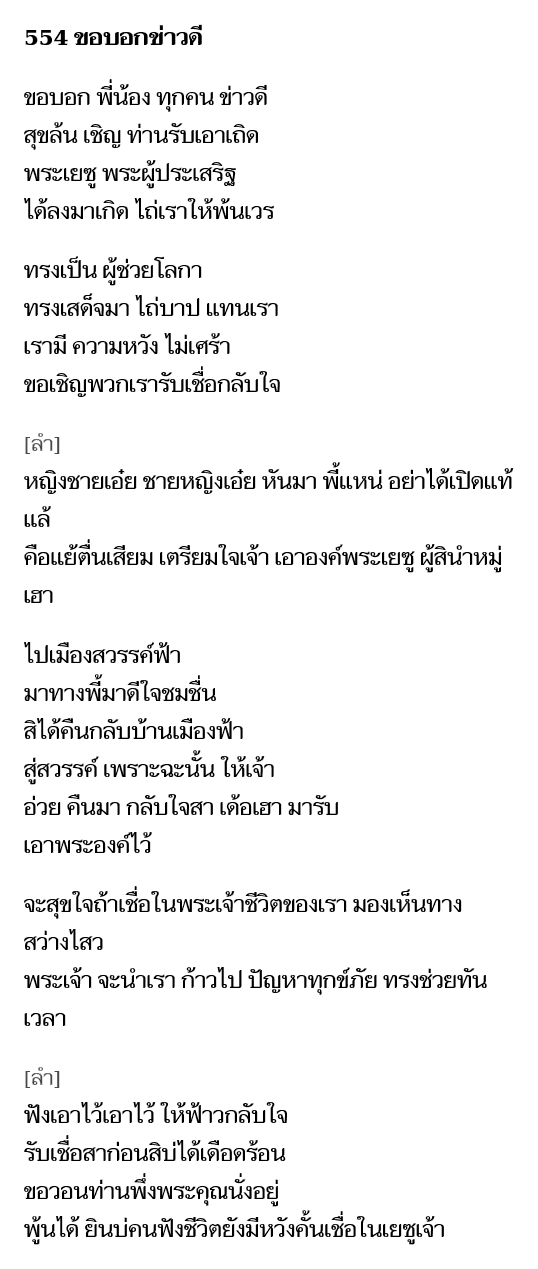 554 ขอบอกข่าวดี
ขอบอก พี่น้อง ทุกคน ข่าวดี
สุขล้น เชิญ ท่านรับเอาเถิด
พระเยซู พระผู้ประเสริฐ
ได้ลงมาเกิด ไถ่เราให้พ้นเวร
ทรงเป็น ผู้ช่วยโลกา
ทรงเสด็จมา ไถ่บาป แทนเรา
เรามี ความหวัง ไม่เศร้า
ขอเชิญพวกเรารับเชื่อกลับใจ
[ลำ]
หญิงชายเอ๋ย ชายหญิงเอ๋ย หันมา พี้แหน่ อย่าได้เปิดแท้
แล้
คือแย้ตื่นเสียม เตรียมใจเจ้า เอาองค์พระเยซู ผู้สินำหมู่
เฮา
ไปเมืองสวรรค์ฟ้า
มาทางพี้มาดีใจชมชื่น
สิได้คืนกลับบ้านเมืองฟ้า
สู่สวรรค์ เพราะฉะนั้น ให้เจ้า
อ่วย คืนมา กลับใจสา เด้อเฮา มารับ
เอาพระองค์ไว้
จะสุขใจถ้าเชื่อในพระเจ้าชีวิตของเรา มองเห็นทาง
สว่างไสว
พระเจ้า จะนำเรา ก้าวไป ปัญหาทุกข์ภัย ทรงช่วยทัน
เวลา
[ลำ]
ฟังเอาไว้เอาไว้ ให้ฟ้าวกลับใจ
รับเชื่อสาก่อนสิบ่ได้เดือดร้อน
ขอวอนท่านพึ่งพระคุณนั่งอยู่
พู้นได้ ยินบ่คนฟังชีวิตยังมีหวังคั้นเชื่อในเยซูเจ้า